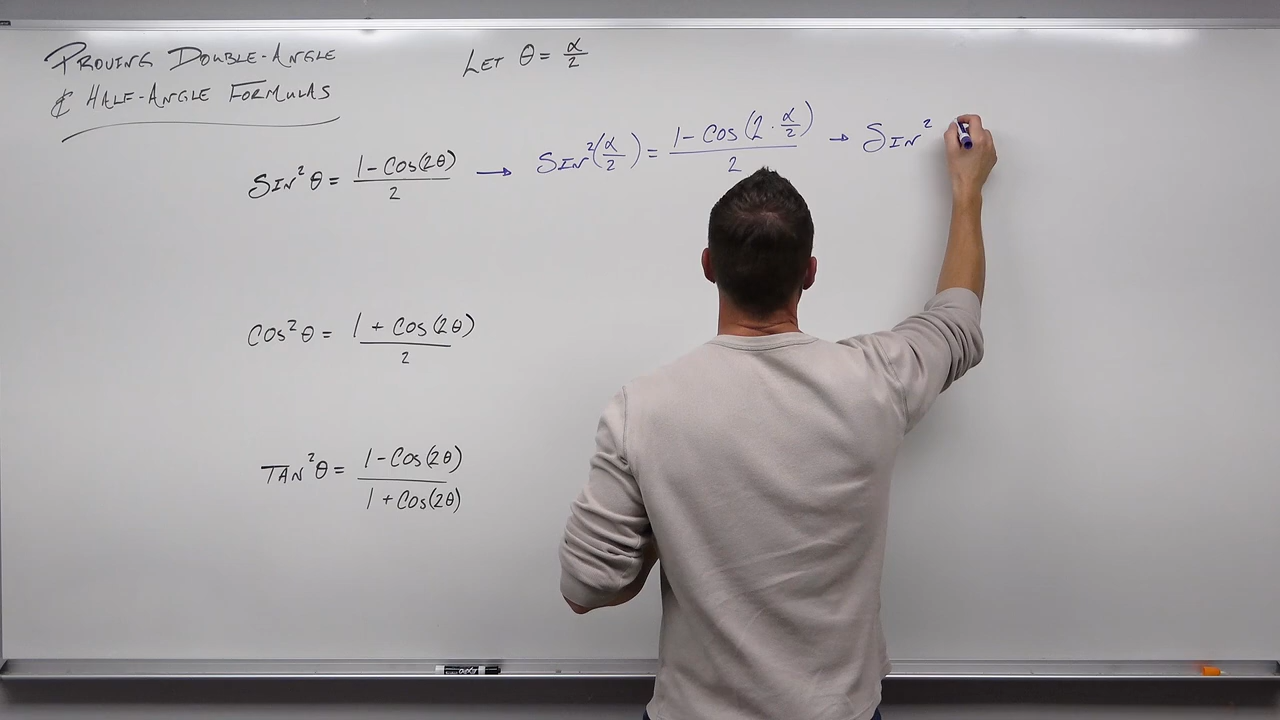 PROVING DOUBLE-ANGLE
& HALF-ANGLE FORMULAS
LET θ = α/2
SIN²θ = (1 - COS(2θ))/2 → SIN²(α/2) = (1 - COS(2·α/2))/2 → SIN²
COS²θ = (1 + COS(2θ))/2
TAN²θ = (1 - COS(2θ))/(1 + COS(2θ))